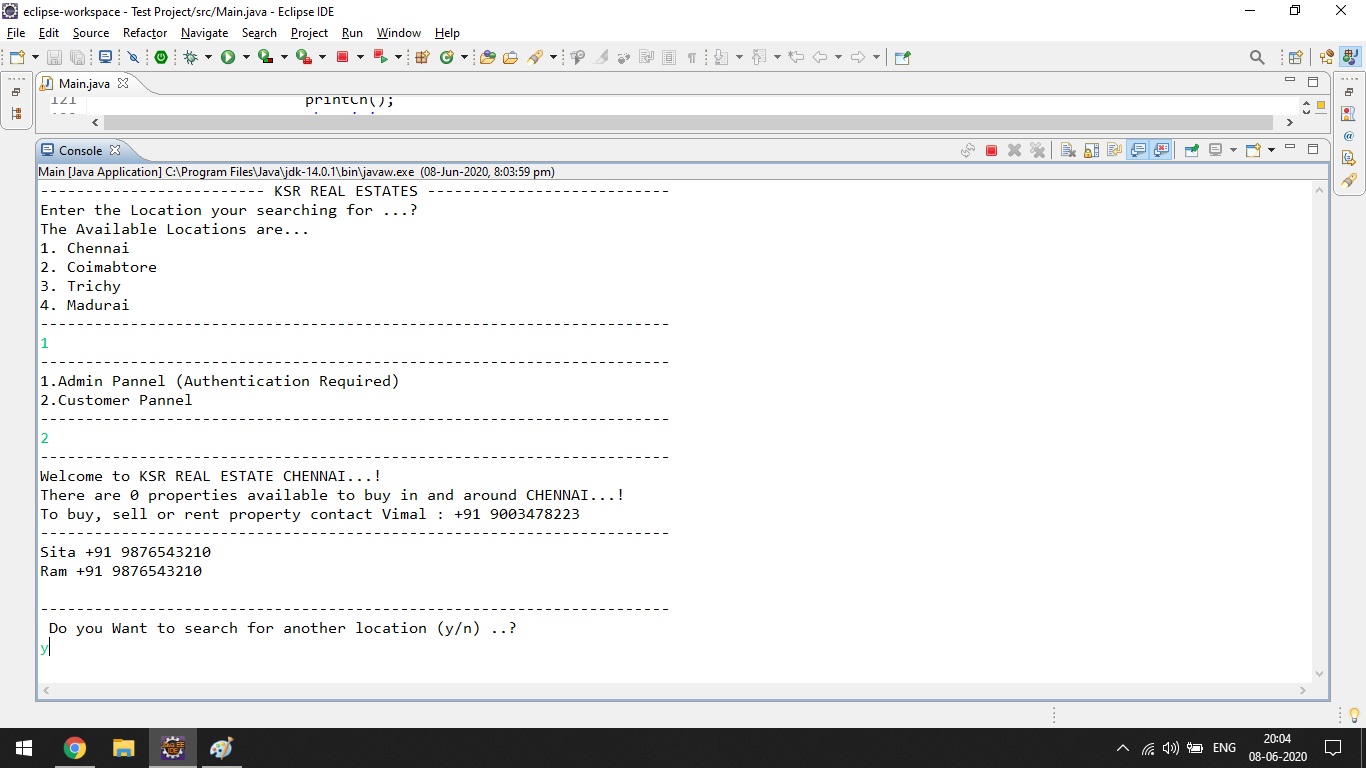 eclipse-workspace - Test Project/src/Main.java - Eclipse IDE
File Edit Source Refactor Navigate Search Project Run Window Help
Main.java
121 printCh();
Console
Main [Java Application] C:\Program Files\Java\jdk-14.0.1\bin\javaw.exe (08-Jun-2020, 8:03:59 pm)
------------------------- KSR REAL ESTATES ---------------------------
Enter the Location your searching for ...?
The Available Locations are...
1. Chennai
2. Coimabtore
3. Trichy
4. Madurai
----------------------------------------------------------------------
1
----------------------------------------------------------------------
1.Admin Pannel (Authentication Required)
2.Customer Pannel
----------------------------------------------------------------------
2
----------------------------------------------------------------------
Welcome to KSR REAL ESTATE CHENNAI...!
There are 0 properties available to buy in and around CHENNAI...!
To buy, sell or rent property contact Vimal : +91 9003478223
----------------------------------------------------------------------
Sita +91 9876543210
Ram +91 9876543210
----------------------------------------------------------------------
Do you Want to search for another location (y/n) ..?
y
ENG
20:04
08-06-2020